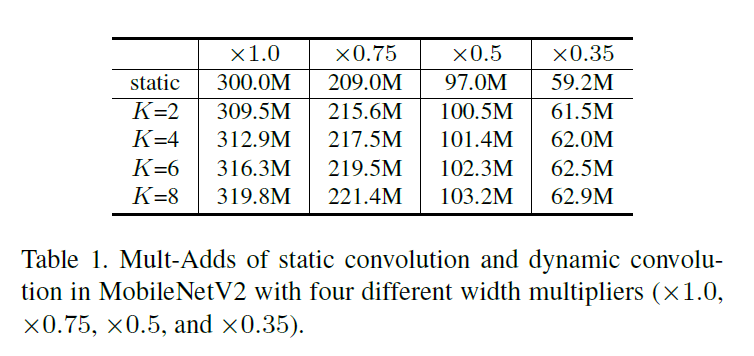 ×1.0 ×0.75 ×0.5 ×0.35
static 300.0M 209.0M 97.0M 59.2M
K=2 309.5M 215.6M 100.5M 61.5M
K=4 312.9M 217.5M 101.4M 62.0M
K=6 316.3M 219.5M 102.3M 62.5M
K=8 319.8M 221.4M 103.2M 62.9M
Table 1. Mult-Adds of static convolution and dynamic convolu-
tion in MobileNetV2 with four different width multipliers (×1.0,
×0.75, ×0.5, and ×0.35).